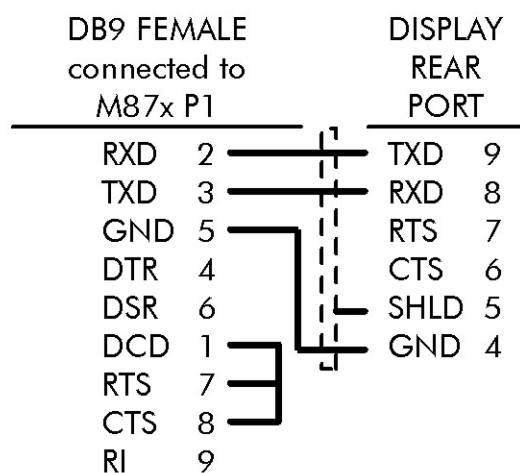 DB9 FEMALE
connected to
M87x P1
DISPLAY
REAR
PORT
RXD 2 TXD 9
TXD 3 RXD 8
GND 5 RTS 7
DTR 4 CTS 6
DSR 6 SHLD 5
DCD 1 GND 4
RTS 7
CTS 8
RI 9